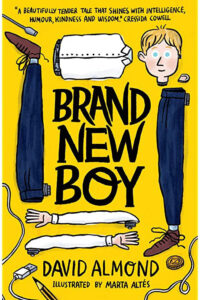 "A BEAUTIFULLY TENDER TALE THAT SHINES WITH INTELLIGENCE,
HUMOUR, KINDNESS AND WISDOM." CRESSIDA COWELL
BRAND
NEW
BOY
DAVID ALMOND
ILLUSTRATED BY MARTA ALTÉS